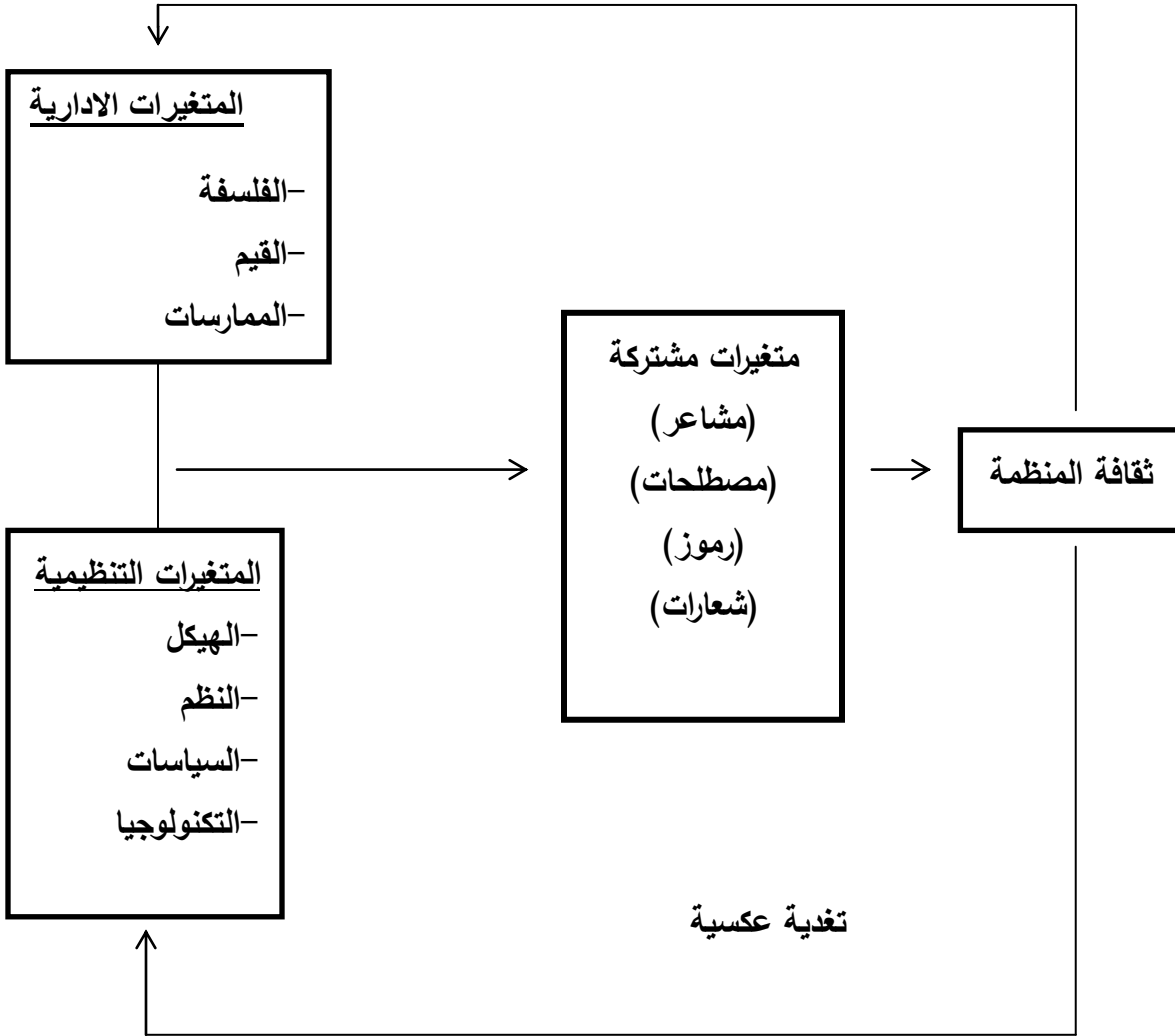 المتغيرات الادارية
-الفلسفة
-القيم
-الممارسات
متغيرات مشتركة
(مشاعر)
(مصطلحات)
(رموز)
(شعارات)
ثقافة المنظمة
المتغيرات التنظيمية
-الهيكل
-النظم
-السياسات
-التكنولوجيا
تغدية عكسية